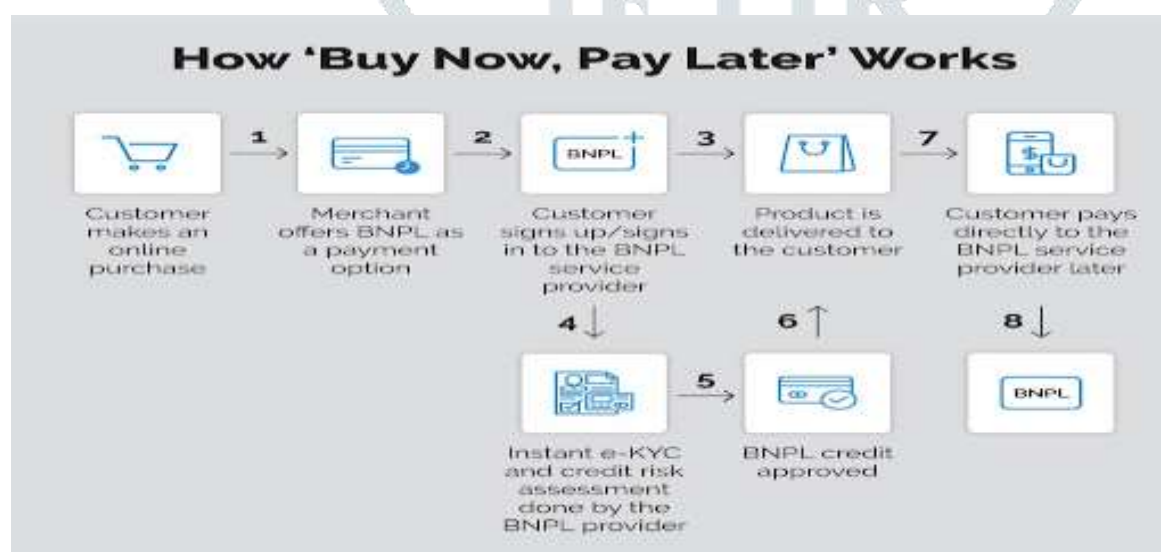 How 'Buy Now, Pay Later' Works
1
2
3
7
BNPL
Customer
makes an
online
purchase
Merchant
offers BNPL as
a payment
option
Customer
signs up/signs
in to the BNPL
service
provider
Product is
delivered to
the customer
Customer pays
directly to the
BNPL service
provider later
4
6
8
5
BNPL
Instant e-KYC
and credit risk
assessment
done by the
BNPL provider
BNPL credit
approved